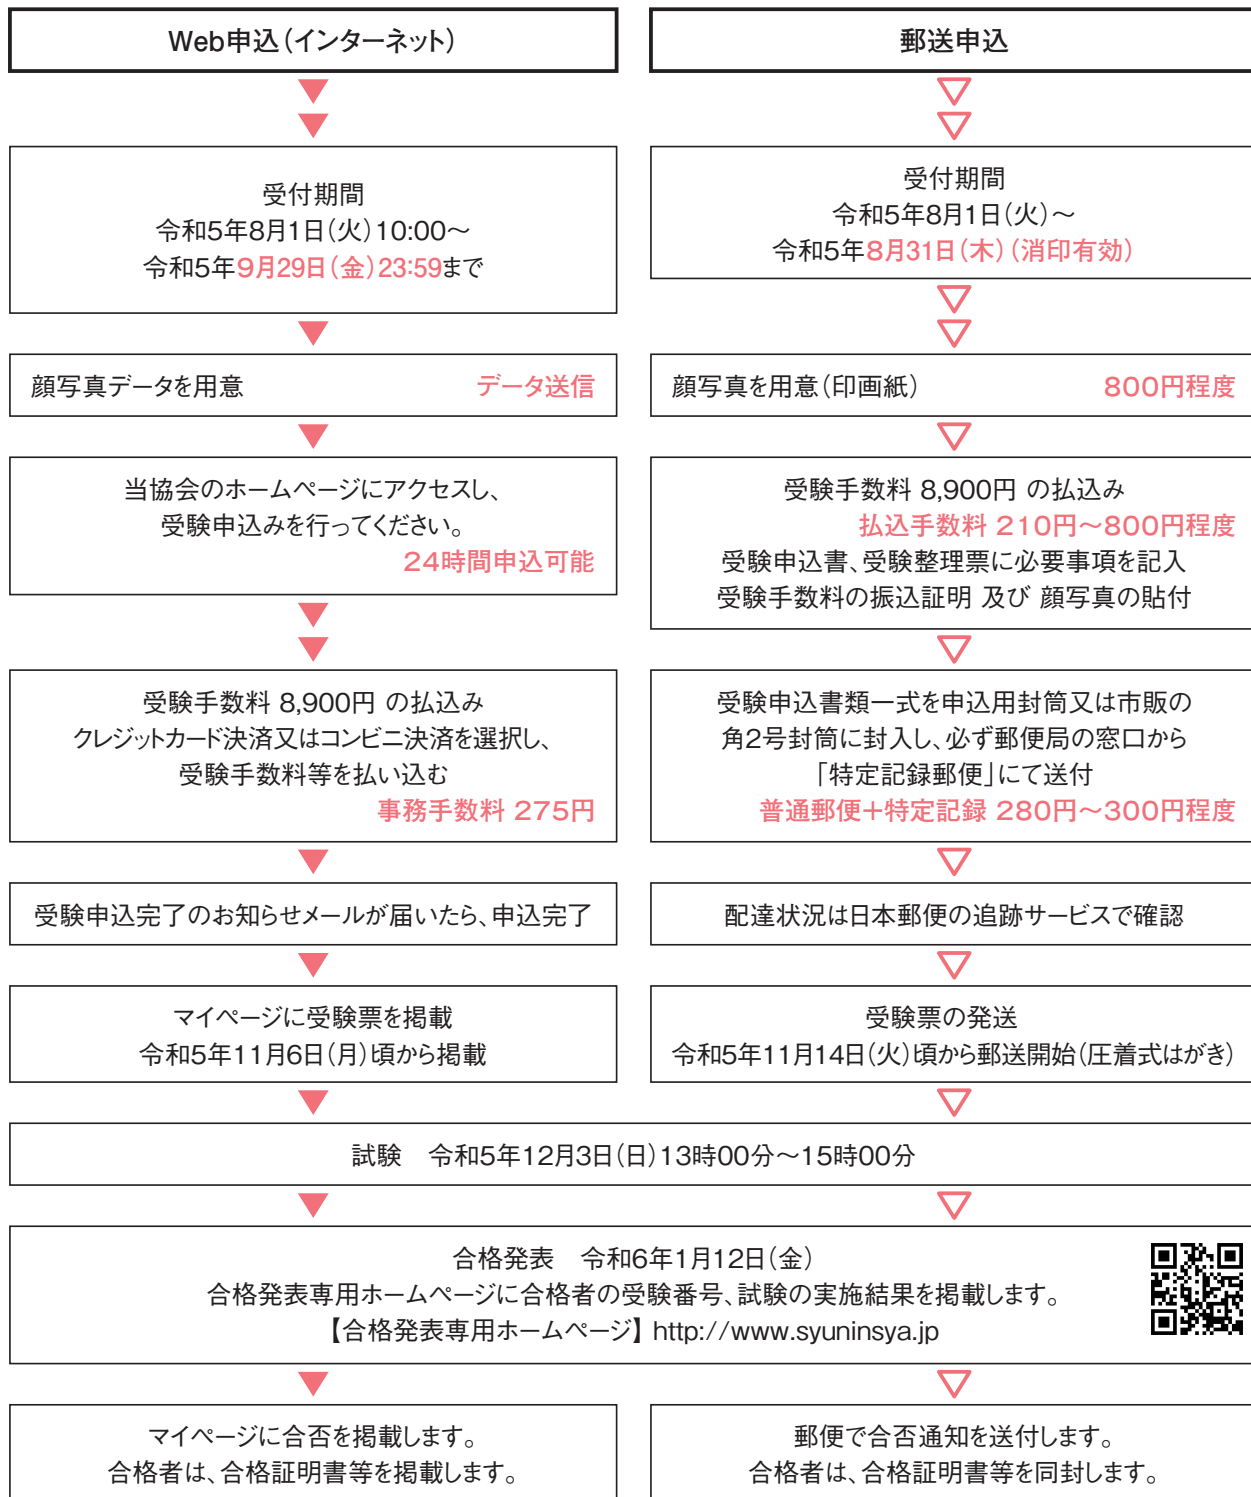 Web申込（インターネット）
郵送申込
受付期間
令和5年8月1日（火）10:00〜
令和5年9月29日（金）23:59まで
受付期間
令和5年8月1日（火）〜
令和5年8月31日（木）（消印有効）
顔写真データを用意 データ送信
顔写真を用意（印画紙） 800円程度
当協会のホームページにアクセスし、
受験申込みを行ってください。
24時間申込可能
受験手数料 8,900円 の払込み
払込手数料 210円〜800円程度
受験申込書、受験整理票に必要事項を記入
受験手数料の振込証明 及び 顔写真の貼付
受験手数料 8,900円 の払込み
クレジットカード決済又はコンビニ決済を選択し、
受験手数料等を払い込む
事務手数料 275円
受験申込書類一式を申込用封筒又は市販の
角2号封筒に封入し、必ず郵便局の窓口から
「特定記録郵便」にて送付
普通郵便＋特定記録 280円〜300円程度
受験申込完了のお知らせメールが届いたら、申込完了
配達状況は日本郵便の追跡サービスで確認
マイページに受験票を掲載
令和5年11月6日（月）頃から掲載
受験票の発送
令和5年11月14日（火）頃から郵送開始（圧着式はがき）
試験　令和5年12月3日（日）13時00分〜15時00分
合格発表　令和6年1月12日（金）
合格発表専用ホームページに合格者の受験番号、試験の実施結果を掲載します。
【合格発表専用ホームページ】 http://www.syuninsya.jp
マイページに合否を掲載します。
合格者は、合格証明書等を掲載します。
郵便で合否通知を送付します。
合格者は、合格証明書等を同封します。